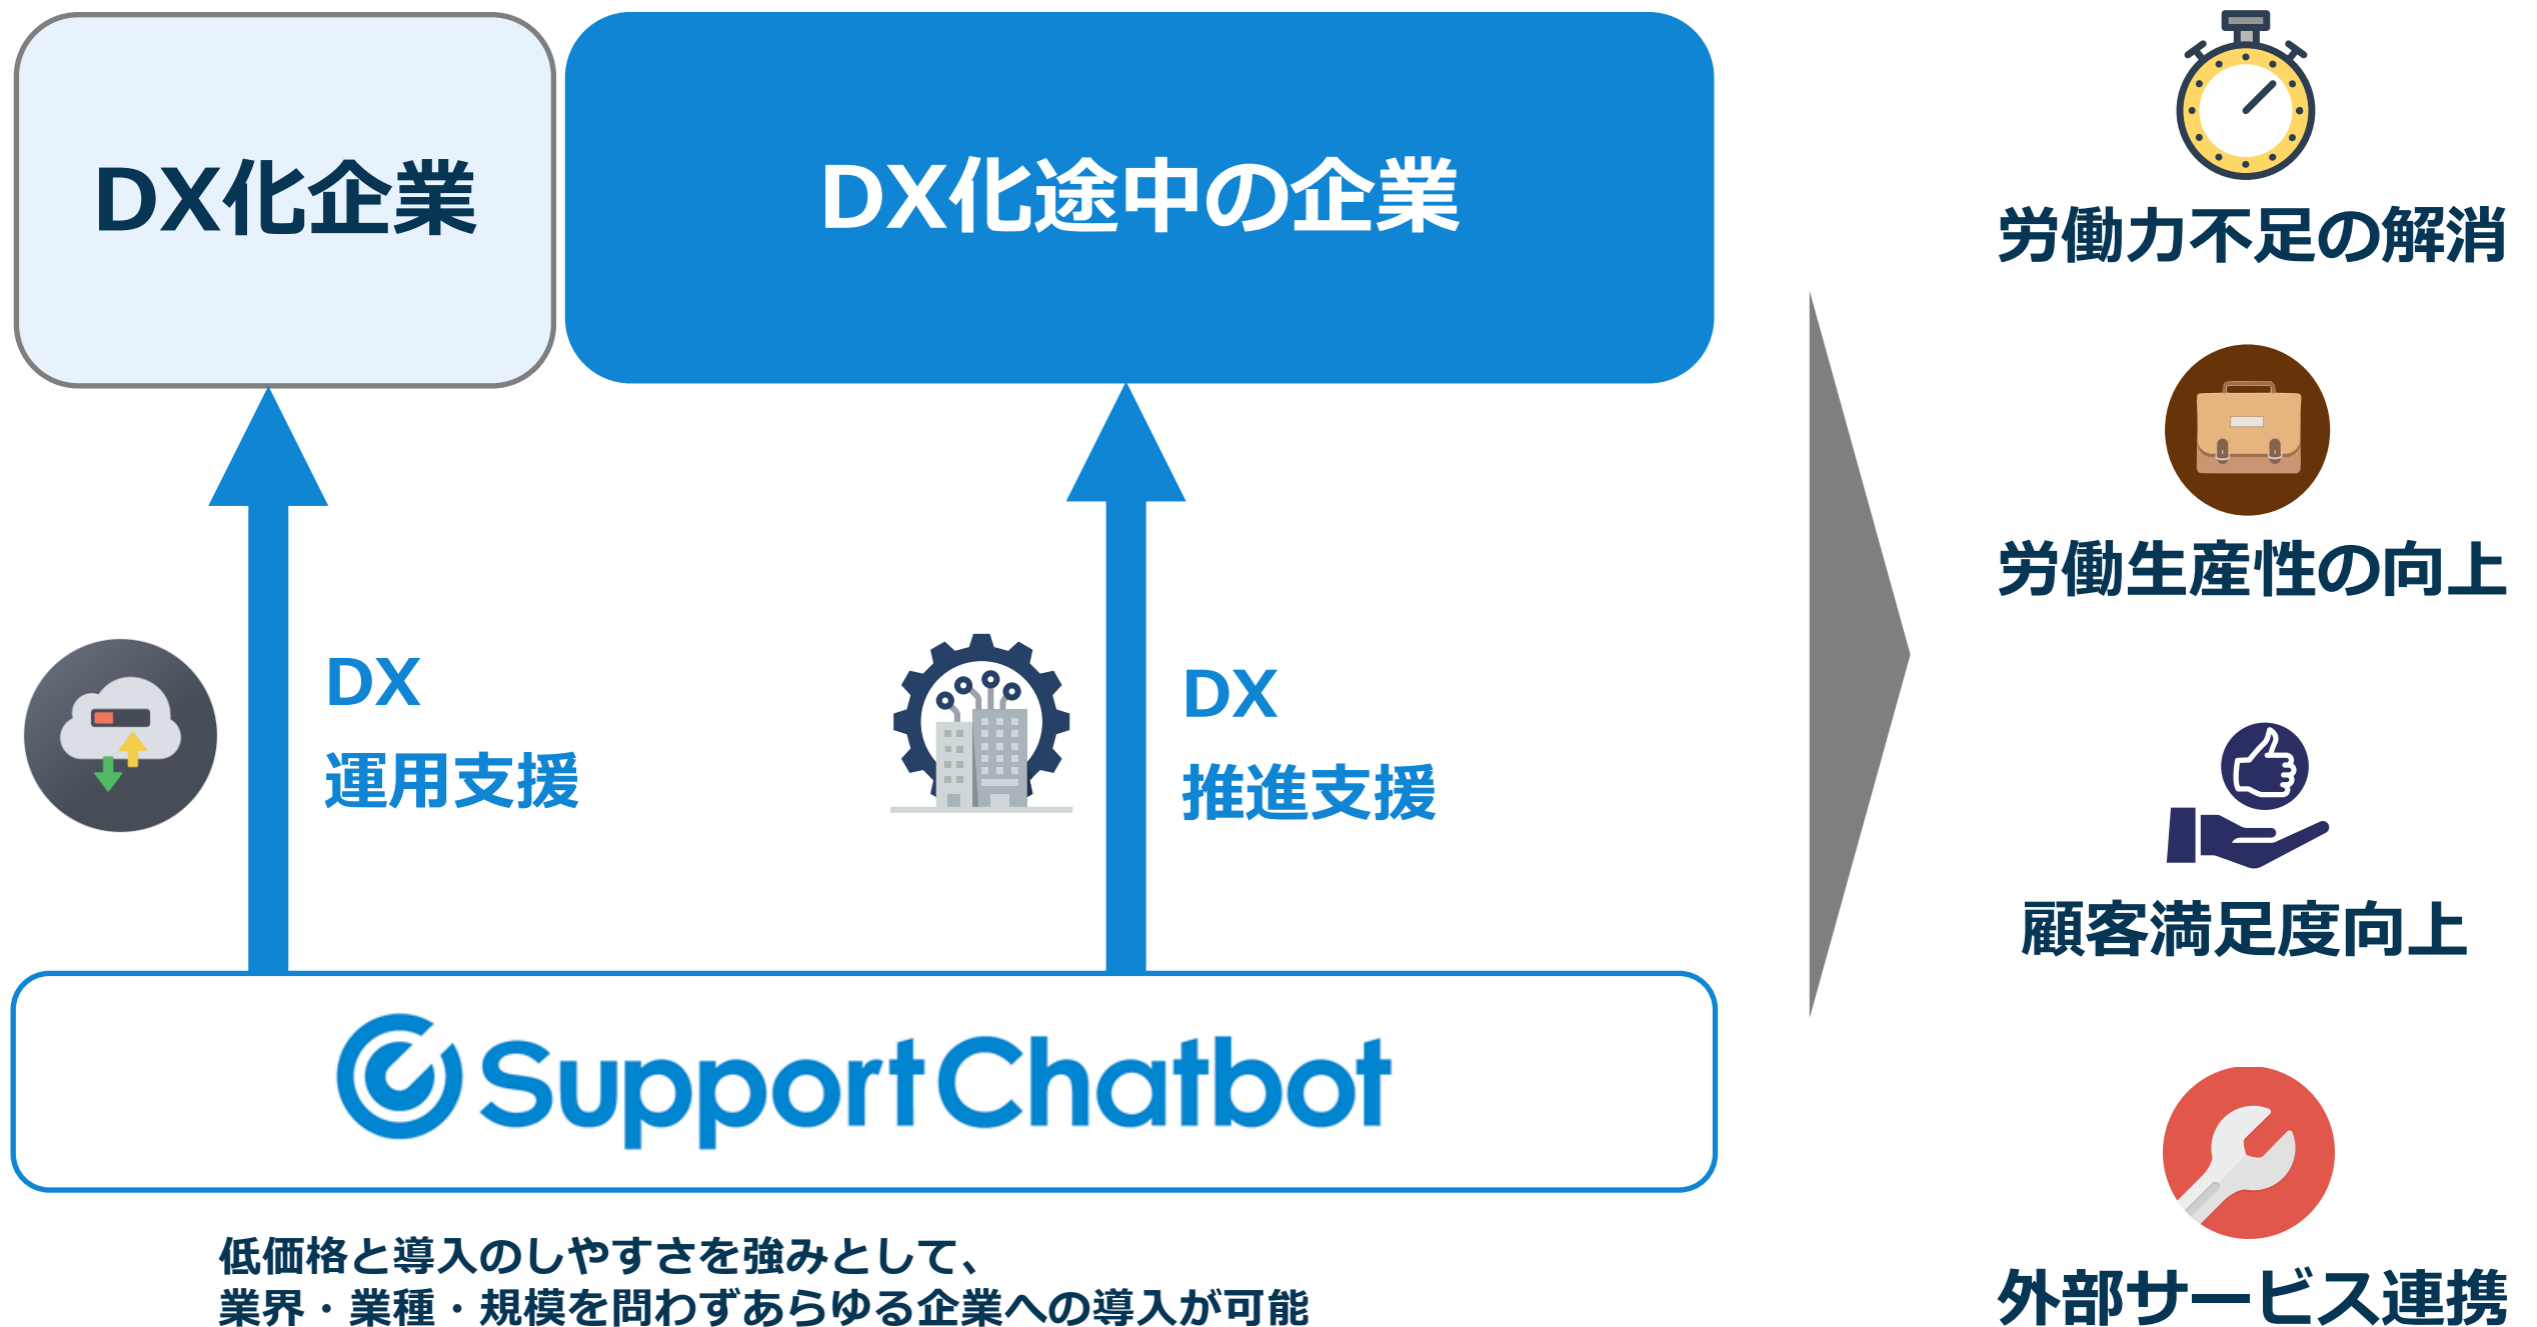 DX化企業
DX化途中の企業
DX
運用支援
DX
推進支援
Support Chatbot
低価格と導入のしやすさを強みとして、
業界・業種・規模を問わずあらゆる企業への導入が可能
労働力不足の解消
労働生産性の向上
顧客満足度向上
外部サービス連携